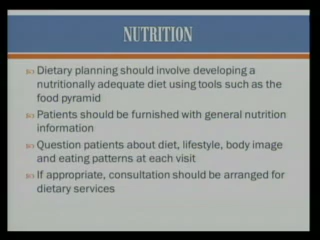 NUTRITION
Dietary planning should involve developing a
nutritionally adequate diet using tools such as the
food pyramid
Patients should be furnished with general nutrition
information
Question patients about diet, lifestyle, body image
and eating patterns at each visit
If appropriate, consultation should be arranged for
dietary services